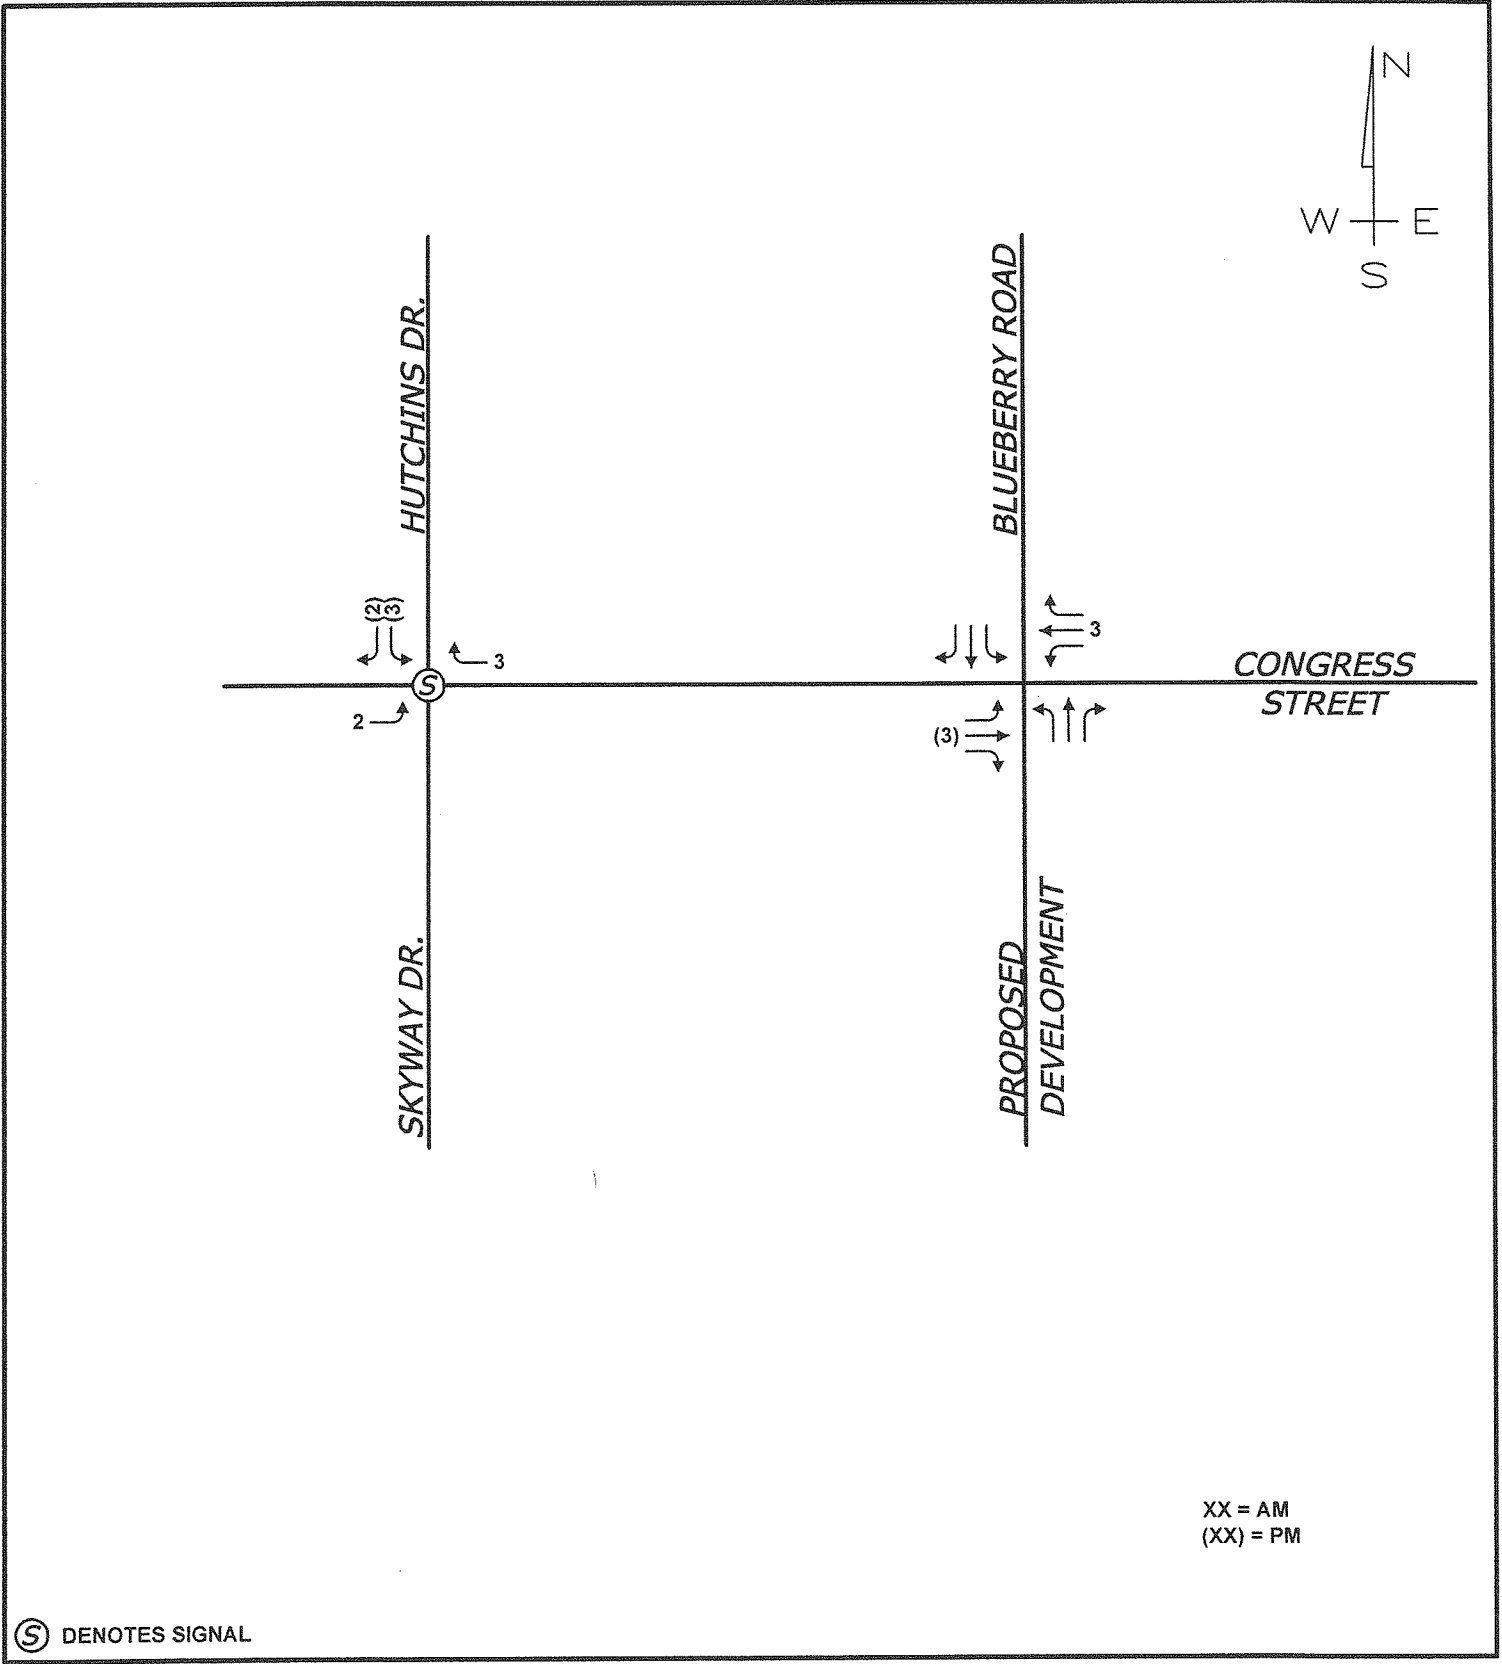 N
W E
S
HUTCHINS DR.
BLUEBERRY ROAD
(2)
(3)
3
3
S
CONGRESS
STREET
2
(3)
SKYWAY DR.
PROPOSED
DEVELOPMENT
XX = AM
(XX) = PM
S DENOTES SIGNAL